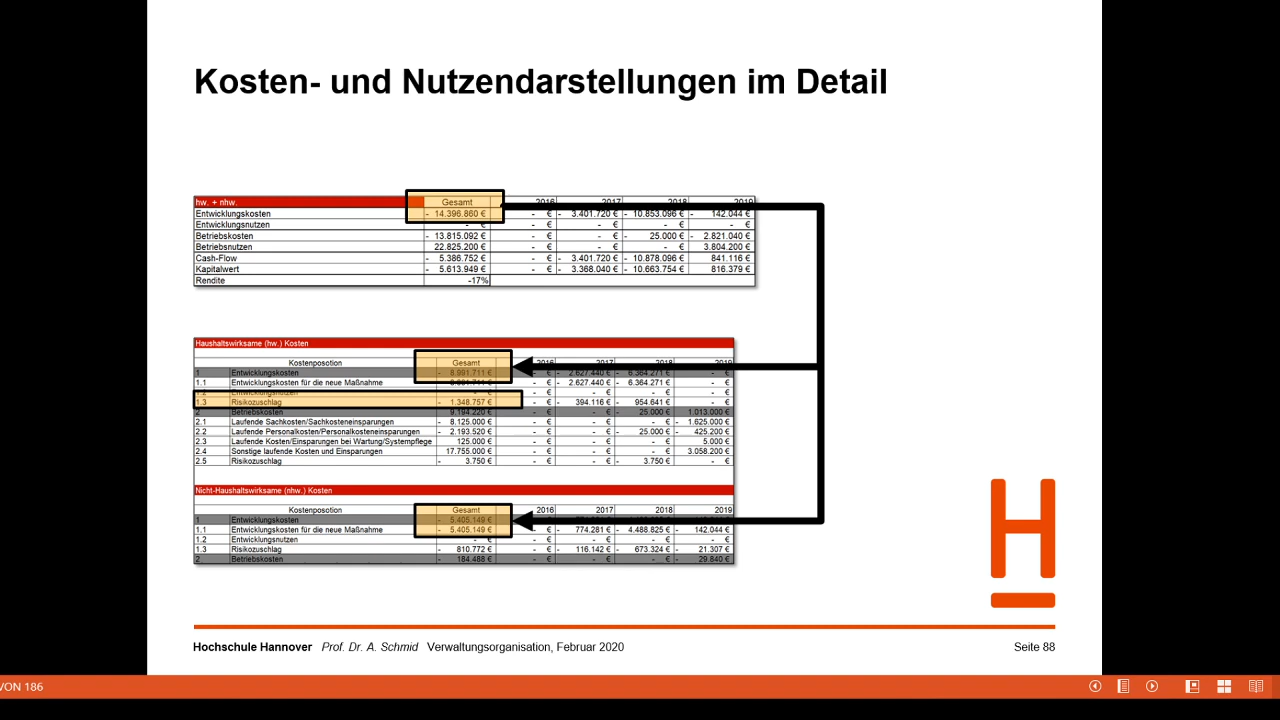 Kosten- und Nutzendarstellungen im Detail
hw. + nhw. Gesamt 2016 2017 2018 2019
Entwicklungskosten - 14.396.860 € - € - 3.401.720 € - 10.853.096 € - 142.044 €
Entwicklungsnutzen - € - € - € - € - €
Betriebskosten - 13.815.092 € - € - € - 25.000 € - 2.821.040 €
Betriebsnutzen 22.825.200 € - € - € - € 3.804.200 €
Cash-Flow - 5.386.752 € - € - 3.401.720 € - 10.878.096 € 841.116 €
Kapitalwert - 5.613.949 € - € - 3.368.040 € - 10.663.754 € 816.379 €
Rendite -17%
Haushaltswirksame (hw.) Kosten
Kostenposition Gesamt 2016 2017 2018 2019
1 Entwicklungskosten - 8.991.711 € - € - 2.627.440 € - 6.364.271 € - €
1.1 Entwicklungskosten für die neue Maßnahme - 8.991.711 € - € - 2.627.440 € - 6.364.271 € - €
1.2 Entwicklungsnutzen - € - € - € - € - €
1.3 Risikozuschlag - 1.348.757 € - € - 394.116 € - 954.641 € - €
2 Betriebskosten 9.194.220 € - € - € - 25.000 € 1.013.000 €
2.1 Laufende Sachkosten/Sachkosteneinsparungen - 8.125.000 € - € - € - € - 1.625.000 €
2.2 Laufende Personalkosten/Personalkosteneinsparungen - 2.193.520 € - € - € - 25.000 € - 425.200 €
2.3 Laufende Kosten/Einsparungen bei Wartung/Systempflege 125.000 € - € - € - € 5.000 €
2.4 Sonstige laufende Kosten und Einsparungen 17.755.000 € - € - € - € 3.058.200 €
2.5 Risikozuschlag - 3.750 € - € - € - 3.750 € - €
Nicht-Haushaltswirksame (nhw.) Kosten
Kostenposition Gesamt 2016 2017 2018 2019
1 Entwicklungskosten - 5.405.149 €
1.1 Entwicklungskosten für die neue Maßnahme - 5.405.149 € - € - 774.281 € - 4.488.825 € - 142.044 €
1.2 Entwicklungsnutzen - € - € - € - € - €
1.3 Risikozuschlag - 810.772 € - € - 116.142 € - 673.324 € - 21.307 €
2 Betriebskosten - 184.488 € - € - € - € - 29.840 €
H
Hochschule Hannover Prof. Dr. A. Schmid Verwaltungsorganisation, Februar 2020 Seite 88
VON 186